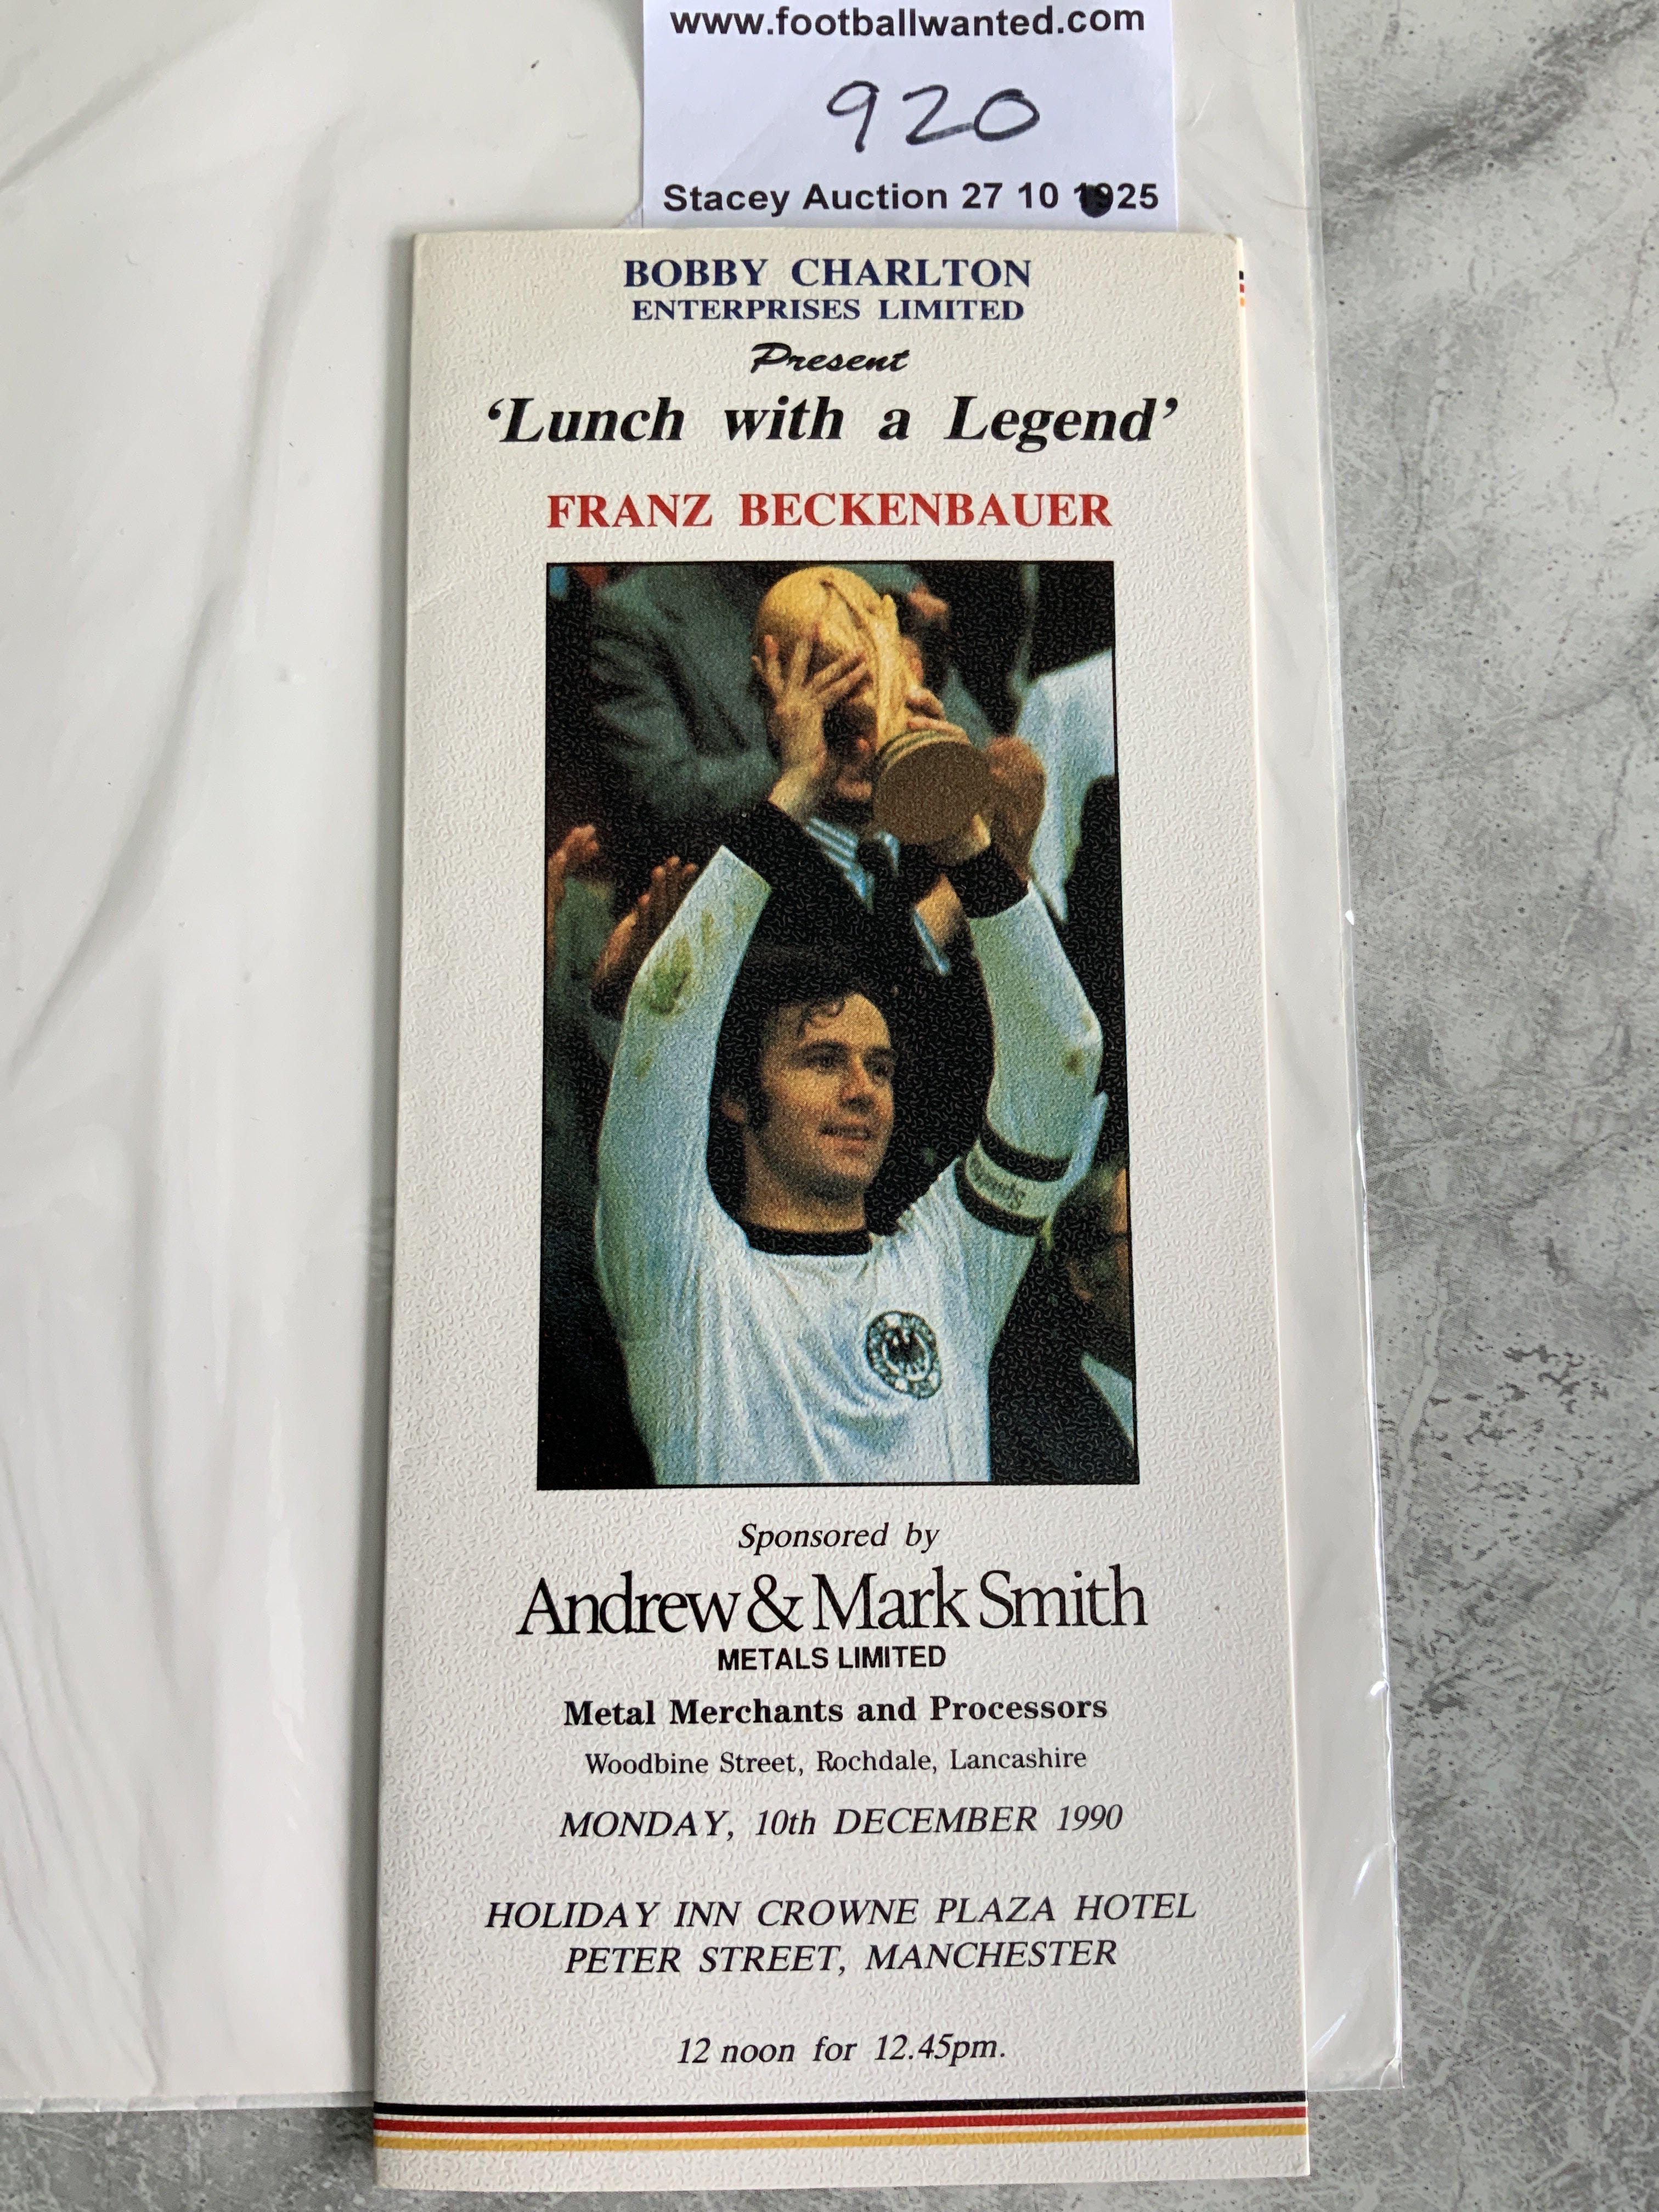 www.footballwanted.com
920
Stacey Auction 27 10 1925
BOBBY CHARLTON
ENTERPRISES LIMITED
Present
‘Lunch with a Legend’
FRANZ BECKENBAUER
Sponsored by
Andrew & Mark Smith
METALS LIMITED
Metal Merchants and Processors
Woodbine Street, Rochdale, Lancashire
MONDAY, 10th DECEMBER 1990
HOLIDAY INN CROWNE PLAZA HOTEL
PETER STREET, MANCHESTER
12 noon for 12.45pm.